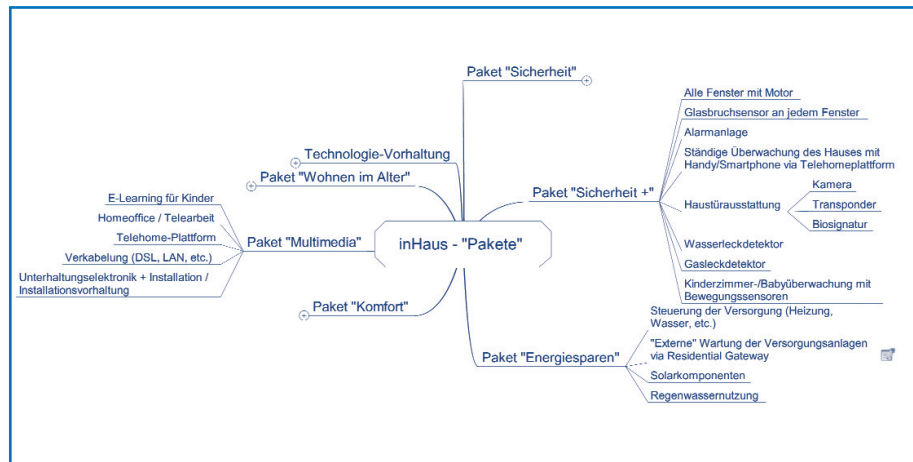 Paket "Sicherheit"
Technologie-Vorhaltung
Paket "Wohnen im Alter"
E-Learning für Kinder
Homeoffice / Telearbeit
Telehome-Plattform
Verkabelung (DSL, LAN, etc.)
Unterhaltungselektronik + Installation /
Installationsvorhaltung
Paket "Multimedia"
Paket "Komfort"
inHaus - "Pakete"
Paket "Sicherheit +"
Alle Fenster mit Motor
Glasbruchsensor an jedem Fenster
Alarmanlage
Ständige Überwachung des Hauses mit
Handy/Smartphone via Telehomeplattform
Haustürausstattung
Kamera
Transponder
Biosignatur
Wasserleckdetektor
Gasleckdetektor
Kinderzimmer-/Babyüberwachung mit
Bewegungssensoren
Paket "Energiesparen"
Steuerung der Versorgung (Heizung,
Wasser, etc.)
"Externe" Wartung der Versorgungsanlagen
via Residential Gateway
Solarkomponenten
Regenwassernutzung